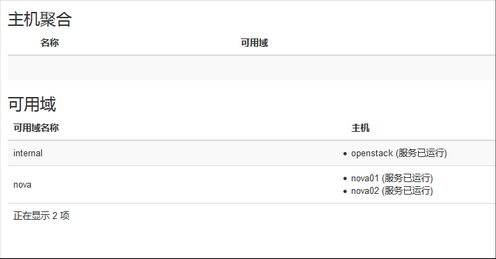 主机聚合
名称 可用域
可用域
可用域名称 主机
internal openstack (服务已运行)
nova nova01 (服务已运行)
nova02 (服务已运行)
正在显示 2 项